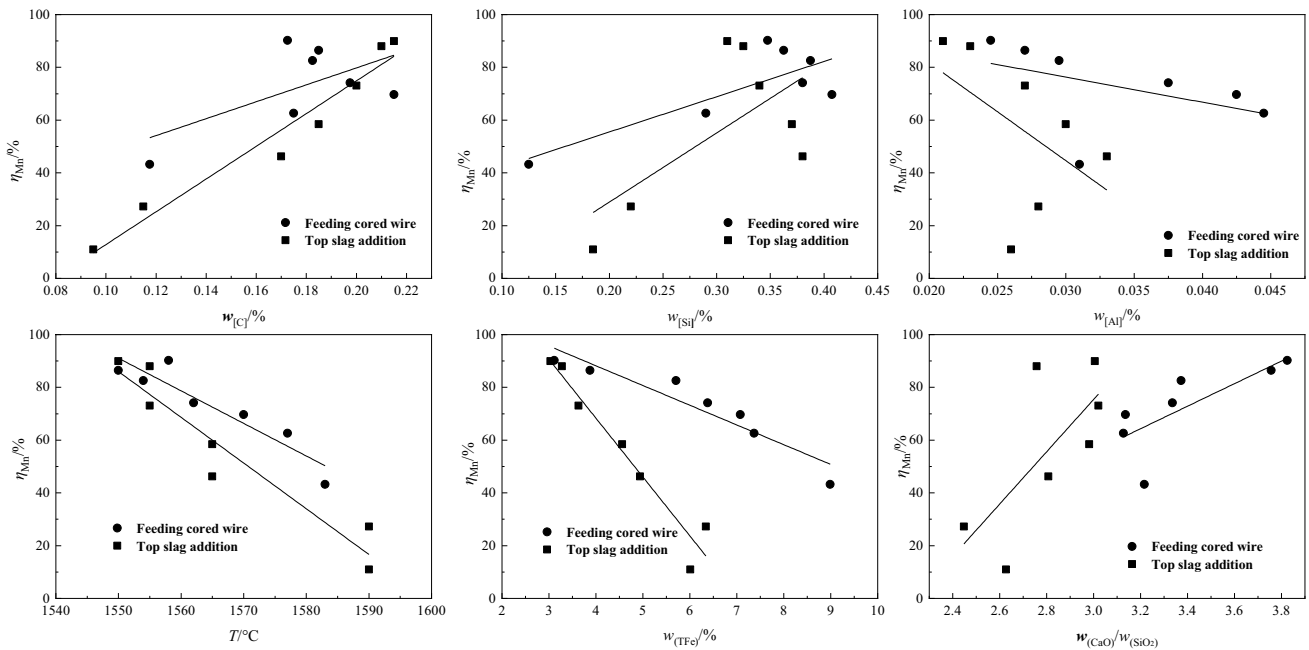 100
80
60
40
20
0
η_Mn/%
Feeding cored wire
Top slag addition
0.08 0.10 0.12 0.14 0.16 0.18 0.20 0.22
w_[C]/%
100
80
60
40
20
0
η_Mn/%
Feeding cored wire
Top slag addition
0.10 0.15 0.20 0.25 0.30 0.35 0.40 0.45
w_[Si]/%
100
80
60
40
20
0
η_Mn/%
Feeding cored wire
Top slag addition
0.020 0.025 0.030 0.035 0.040 0.045
w_[Al]/%
100
80
60
40
20
0
η_Mn/%
Feeding cored wire
Top slag addition
1540 1550 1560 1570 1580 1590 1600
T/°C
100
80
60
40
20
0
η_Mn/%
Feeding cored wire
Top slag addition
2 3 4 5 6 7 8 9 10
w_(TFe)/%
100
80
60
40
20
0
η_Mn/%
Feeding cored wire
Top slag addition
2.4 2.6 2.8 3.0 3.2 3.4 3.6 3.8
w_(CaO)/w_(SiO₂)